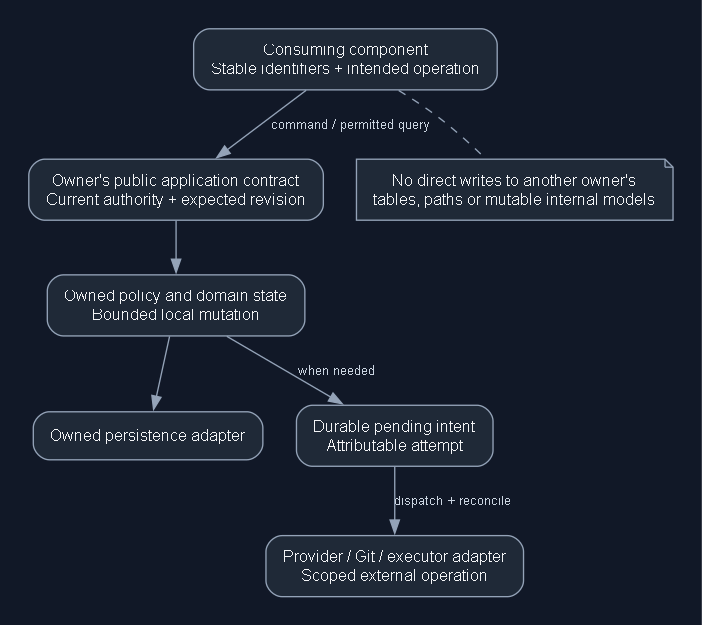 Consuming component
Stable identifiers + intended operation
command / permitted query
Owner's public application contract
Current authority + expected revision
No direct writes to another owner's
tables, paths or mutable internal models
Owned policy and domain state
Bounded local mutation
when needed
Owned persistence adapter
Durable pending intent
Attributable attempt
dispatch + reconcile
Provider / Git / executor adapter
Scoped external operation